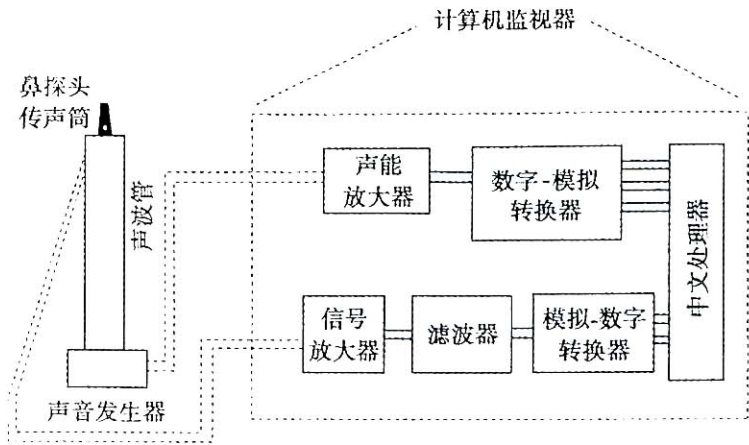 计算机监视器
鼻探头
传声筒
声波管
声音发生器
声能
放大器
数字-模拟
转换器
中文处理器
信号
放大器
滤波器
模拟-数字
转换器